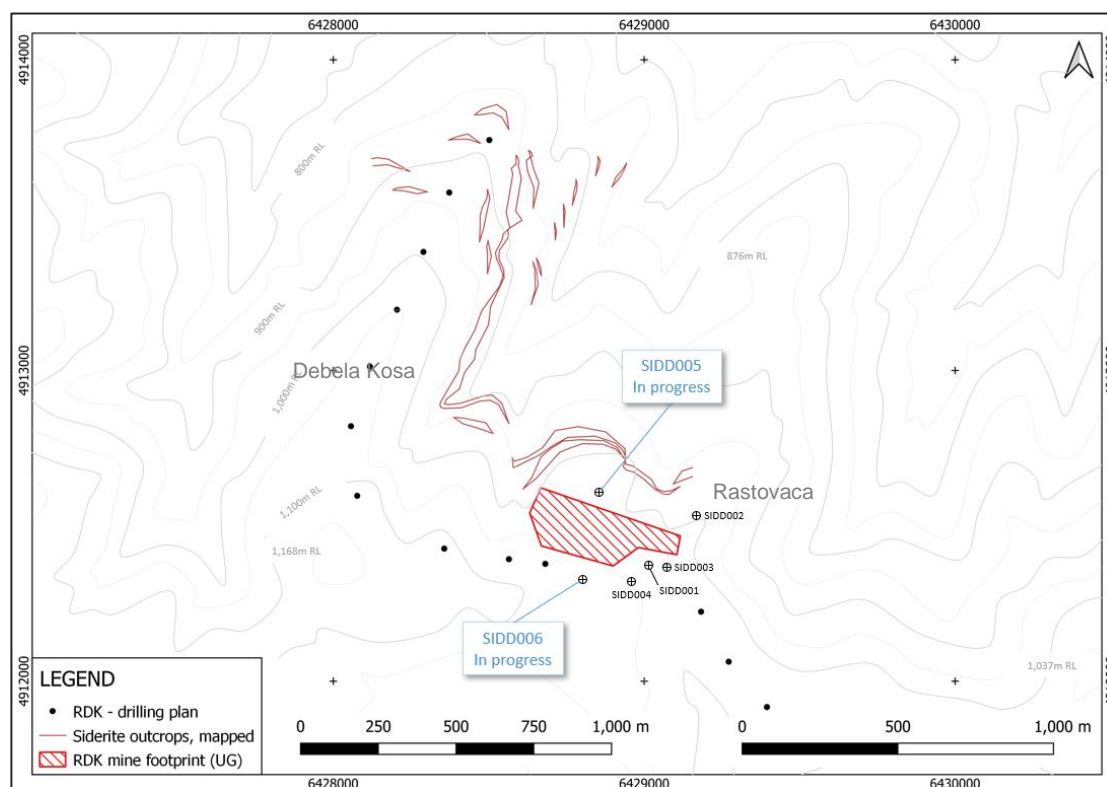 6428000
6429000
6430000
4914000
800m RL
876m RL
900m RL
SIDD005
In progress
4913000
Debela Kosa
1,000m RL
Rastovaca
1,100m RL
SIDD002
1,168m RL
SIDD003
SIDD001
SIDD004
SIDD006
In progress
1,037m RL
4912000
LEGEND
RDK - drilling plan
Siderite outcrops, mapped
RDK mine footprint (UG)
0 250 500 750 1,000 m
0 500 1,000 m
6428000
6429000
6430000